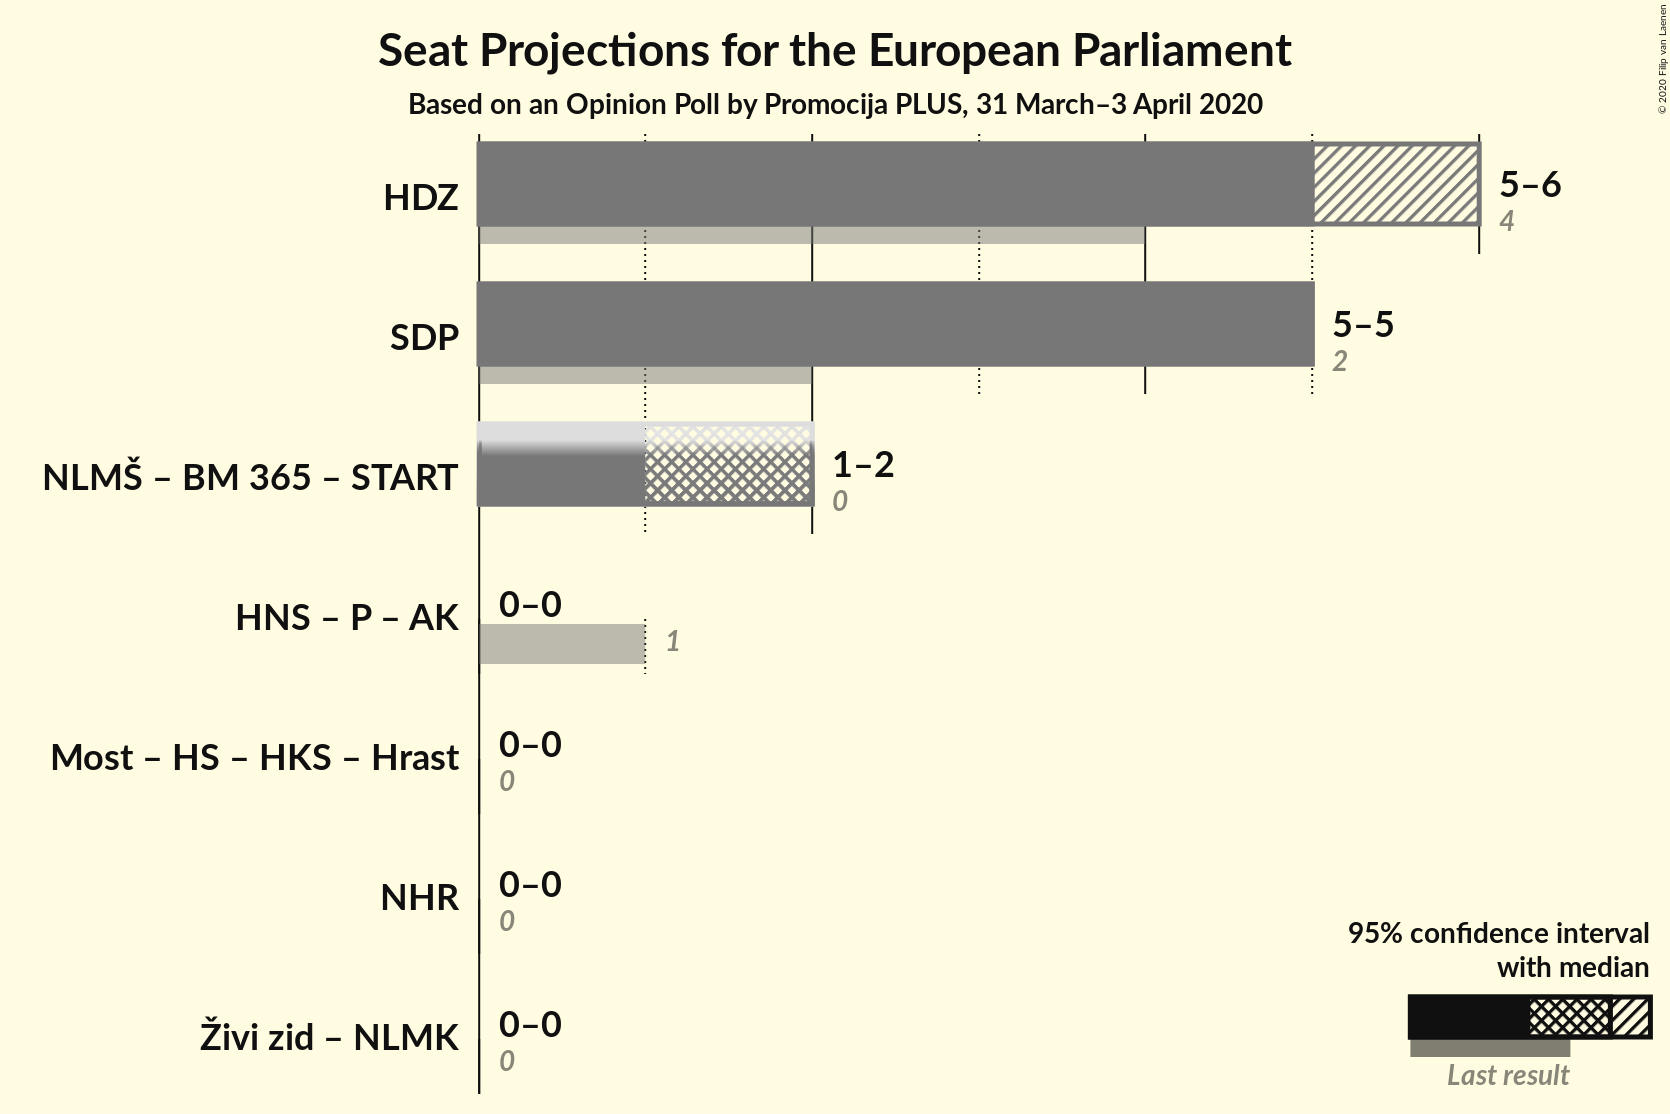 Seat Projections for the European Parliament
Based on an Opinion Poll by Promocija PLUS, 31 March–3 April 2020
© 2020 Filip van Laenen
HDZ
5–6
4
SDP
5–5
2
NLMŠ – BM 365 – START
1–2
0
HNS – P – AK
0–0
1
Most – HS – HKS – Hrast
0–0
0
NHR
0–0
0
Živi zid – NLMK
0–0
0
95% confidence interval
with median
Last result